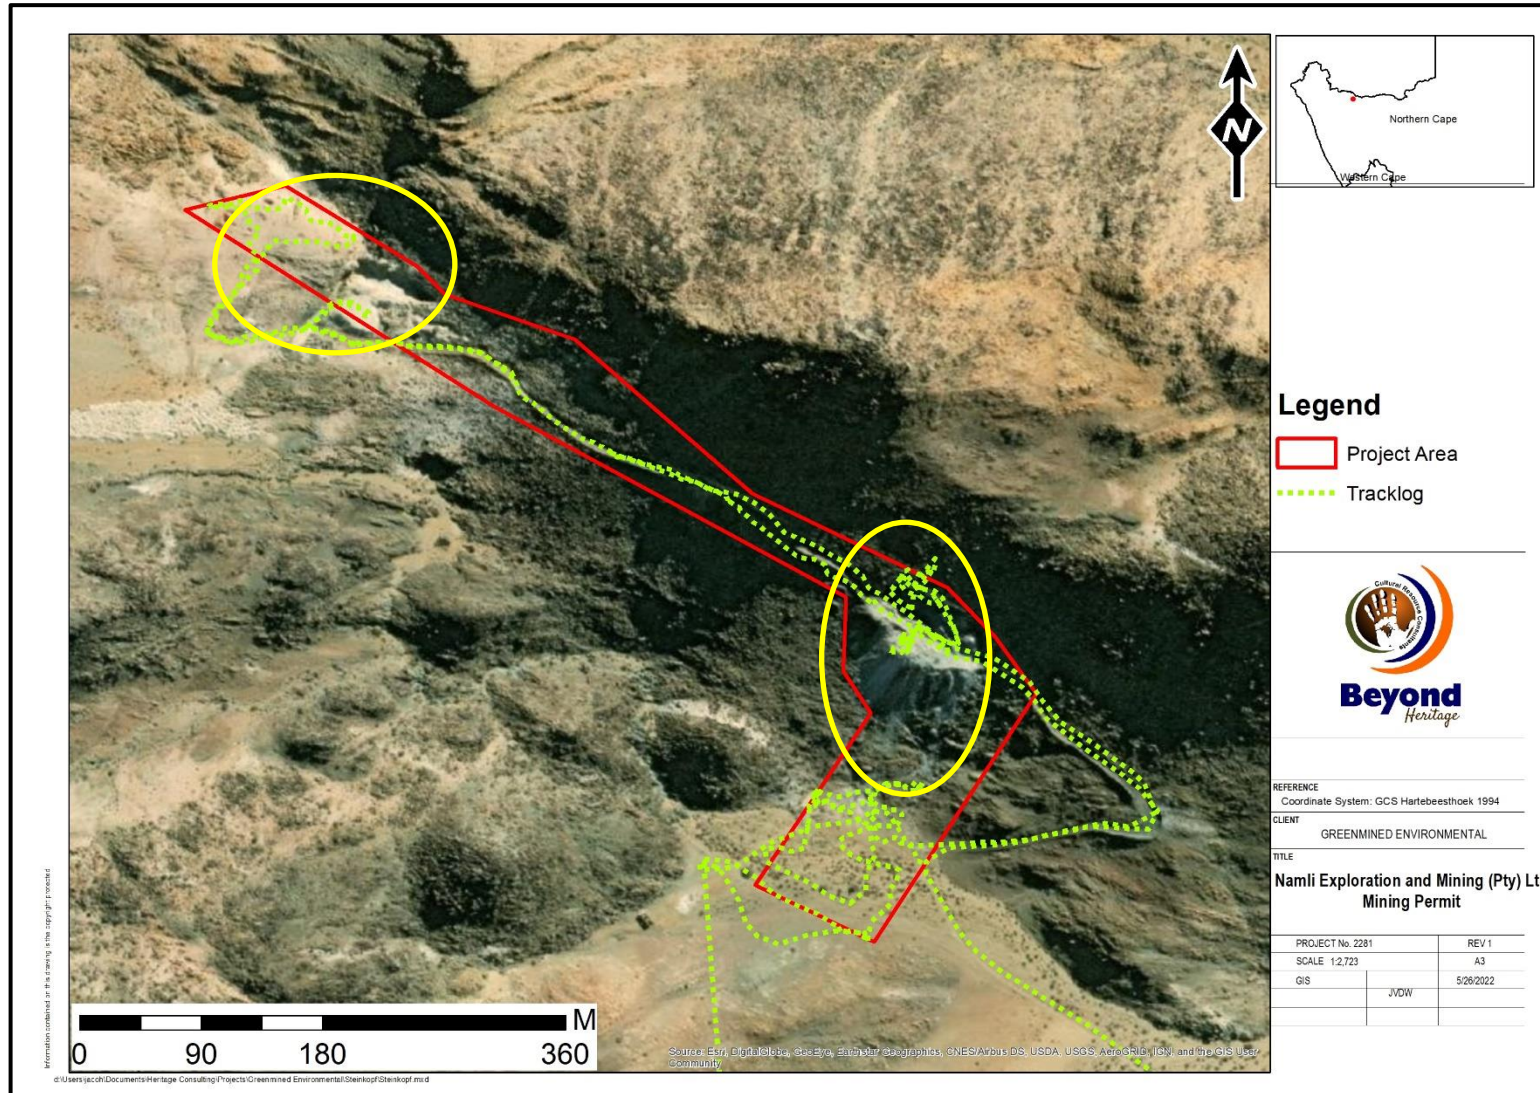 N
Northern Cape
Western Cape
Legend
Project Area
Tracklog
Cultural Resource Consultants
Beyond
Heritage
REFERENCE
Coordinate System: GCS Hartebeesthoek 1994
CLIENT
GREENMINED ENVIRONMENTAL
TITLE
Namli Exploration and Mining (Pty) Lt
Mining Permit
PROJECT No. 2281 REV 1
SCALE 1:2,723 A3
GIS 5/26/2022
JVDW
M
0 90 180 360
Source: Esri, DigitalGlobe, GeoEye, Earthstar Geographics, CNES/Airbus DS, USDA, USGS, AeroGRID, IGN, and the GIS User
Community
Information contained on this drawing is the copyright protected
d:\Users\jacoh\Documents\Heritage Consulting\Projects\Greenmined Environmental\Steinkopf\Steinkopf.mxd